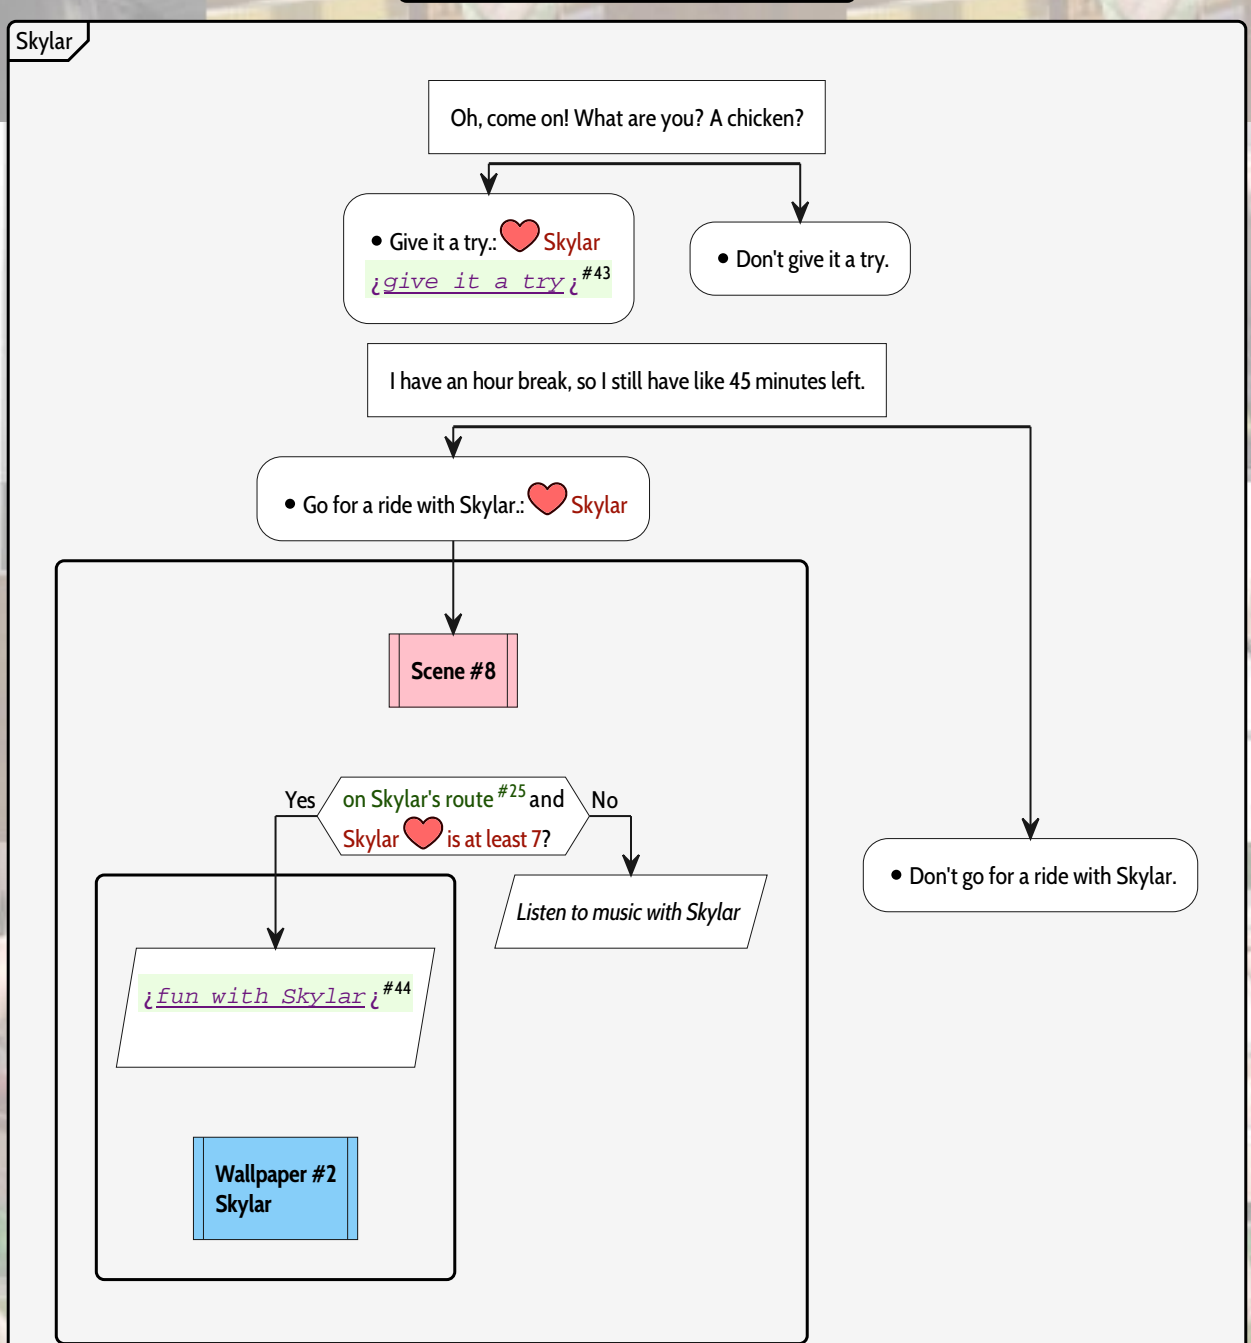 Skylar
Oh, come on! What are you? A chicken?
• Give it a try.: Skylar
¿give it a try¿#43
• Don't give it a try.
I have an hour break, so I still have like 45 minutes left.
• Go for a ride with Skylar.: Skylar
Scene #8
Yes
on Skylar's route #25 and
Skylar is at least 7?
No
Listen to music with Skylar
• Don't go for a ride with Skylar.
¿fun with Skylar¿#44
Wallpaper #2
Skylar